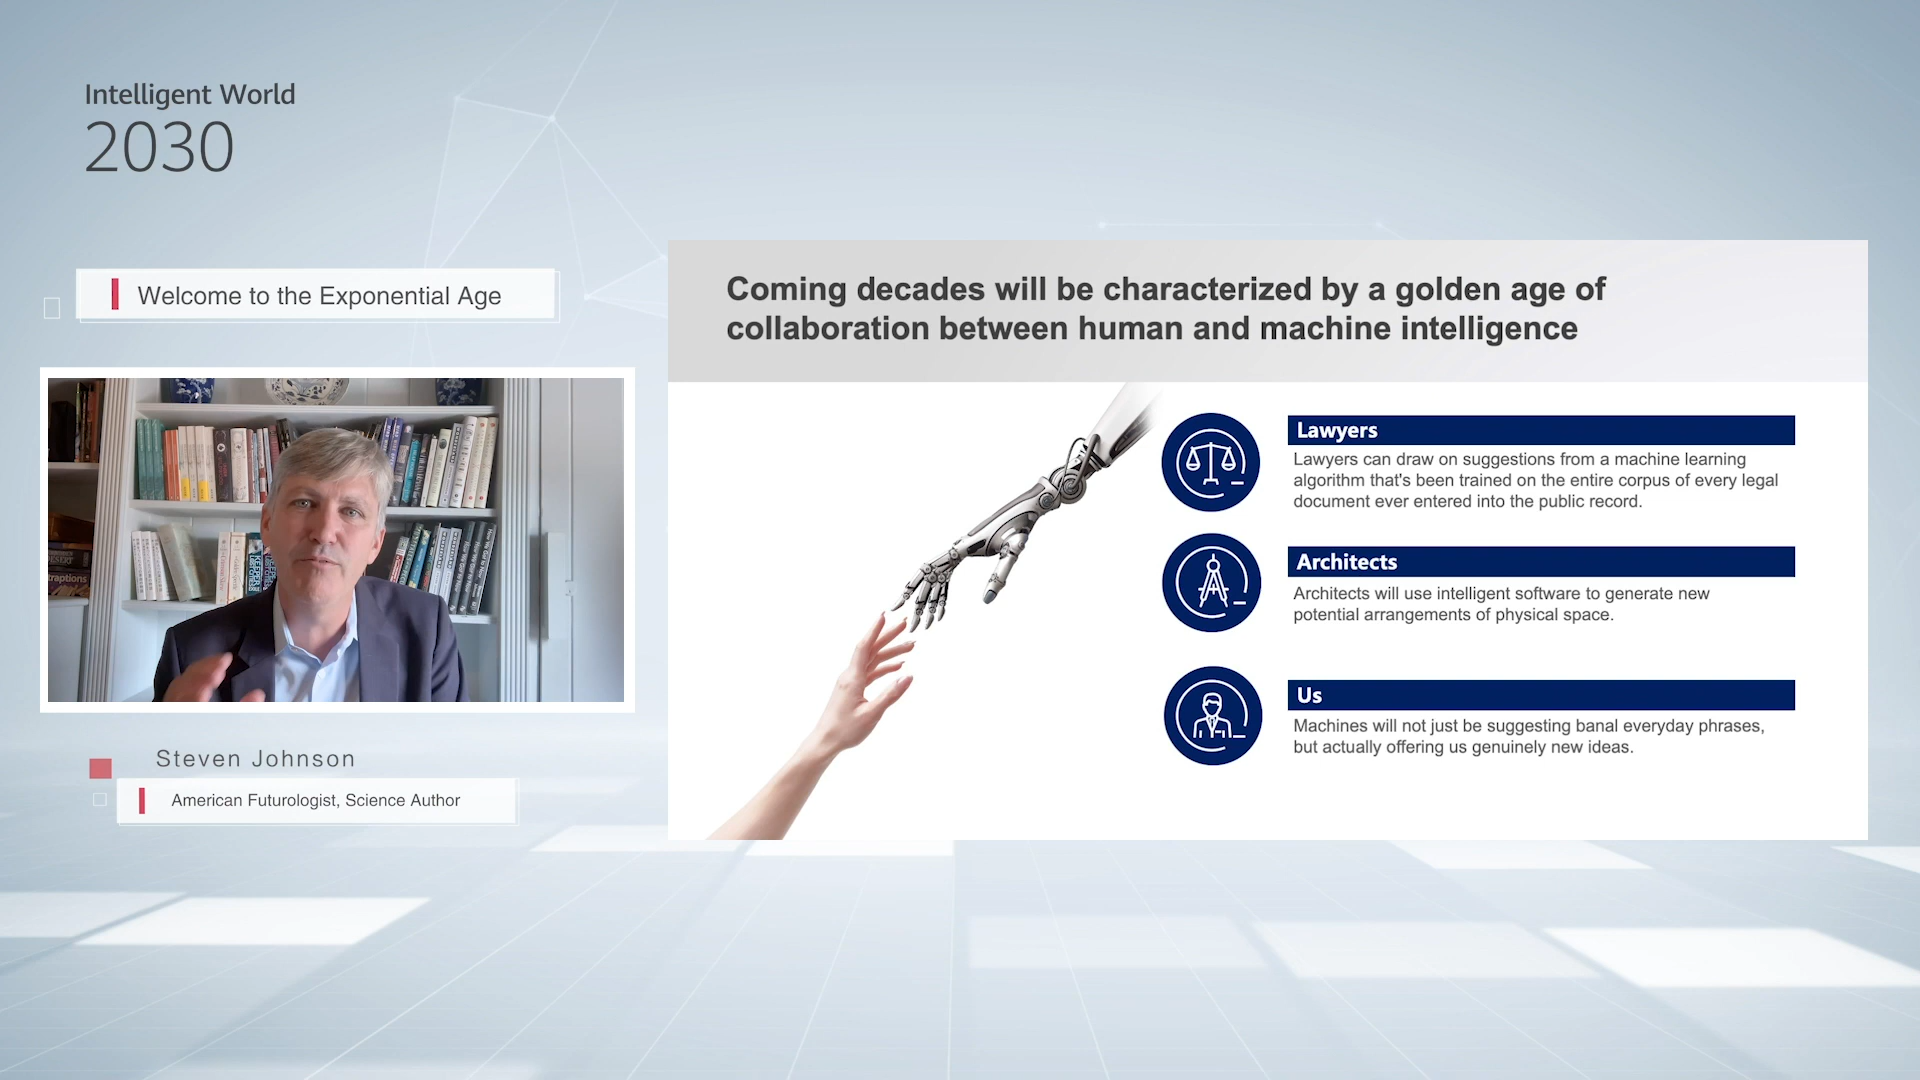 Intelligent World
2030
Welcome to the Exponential Age
Steven Johnson
American Futurologist, Science Author
Coming decades will be characterized by a golden age of
collaboration between human and machine intelligence
Lawyers
Lawyers can draw on suggestions from a machine learning
algorithm that's been trained on the entire corpus of every legal
document ever entered into the public record.
Architects
Architects will use intelligent software to generate new
potential arrangements of physical space.
Us
Machines will not just be suggesting banal everyday phrases,
but actually offering us genuinely new ideas.